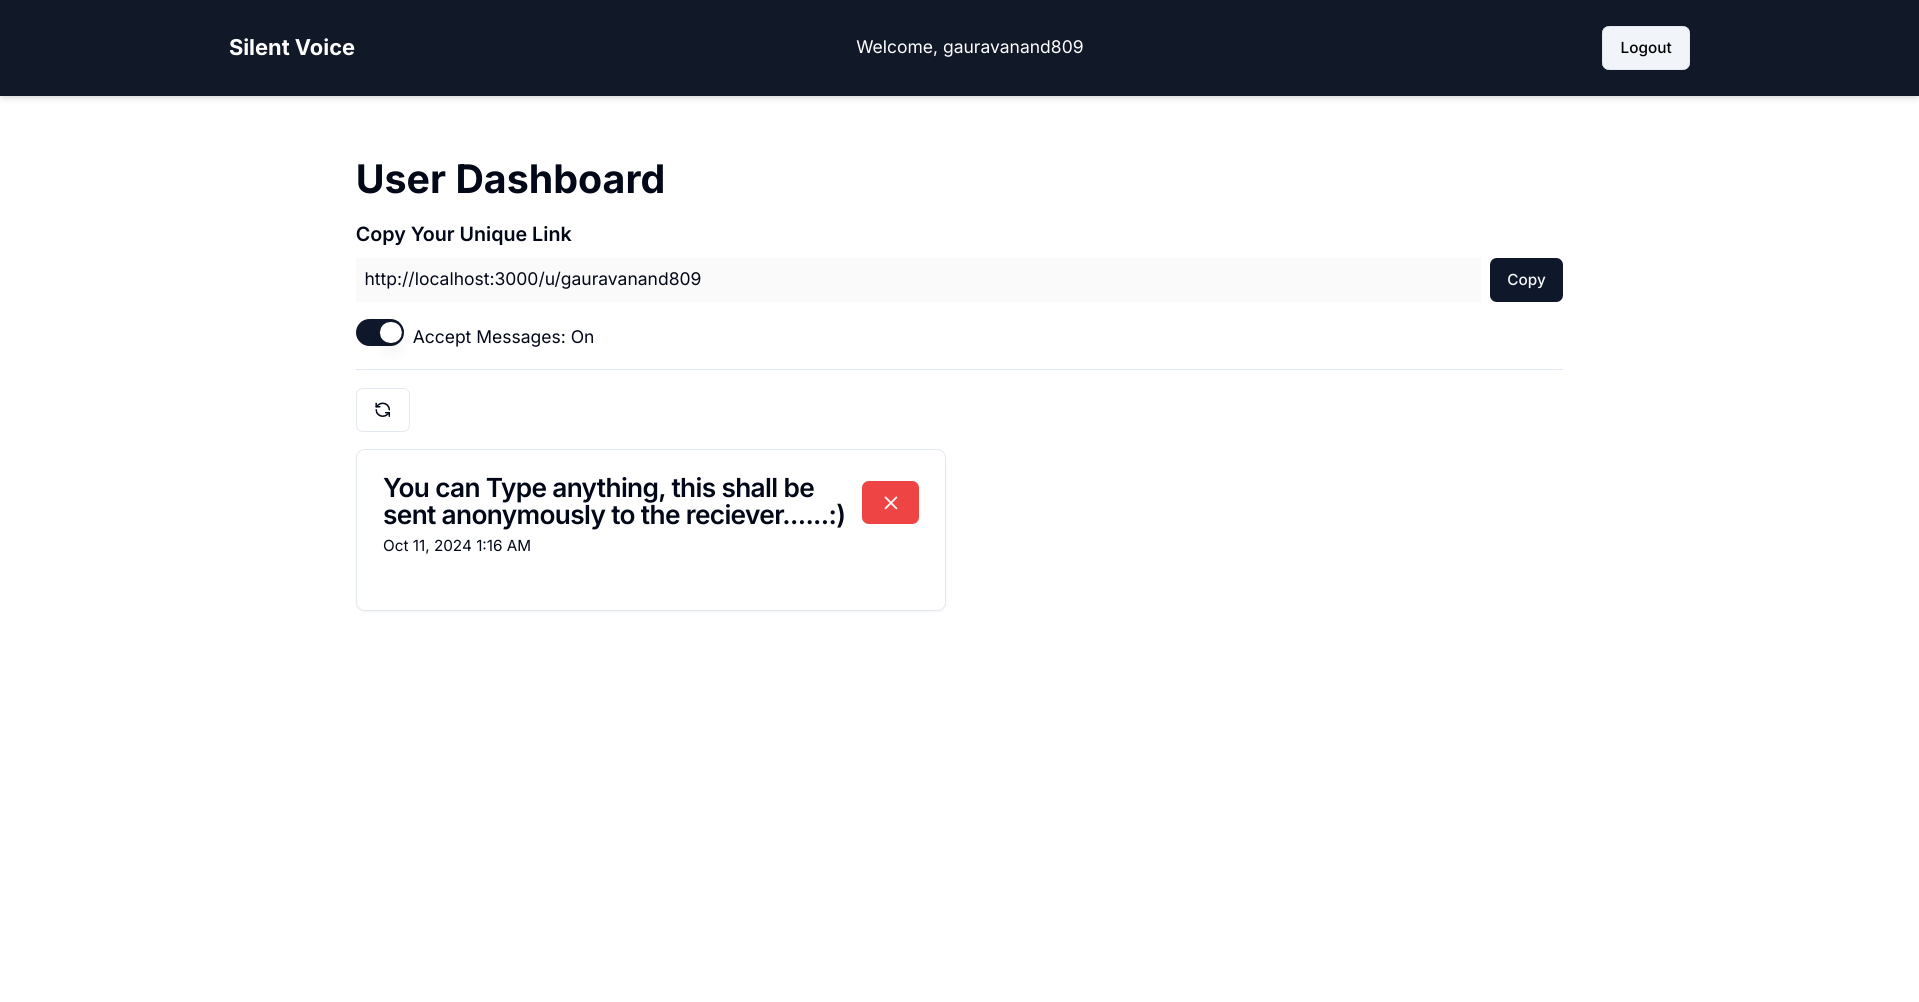 Silent Voice
Welcome, gauravanand809
Logout
User Dashboard
Copy Your Unique Link
http://localhost:3000/u/gauravanand809
Copy
Accept Messages: On
You can Type anything, this shall be
sent anonymously to the reciever......:)
Oct 11, 2024 1:16 AM